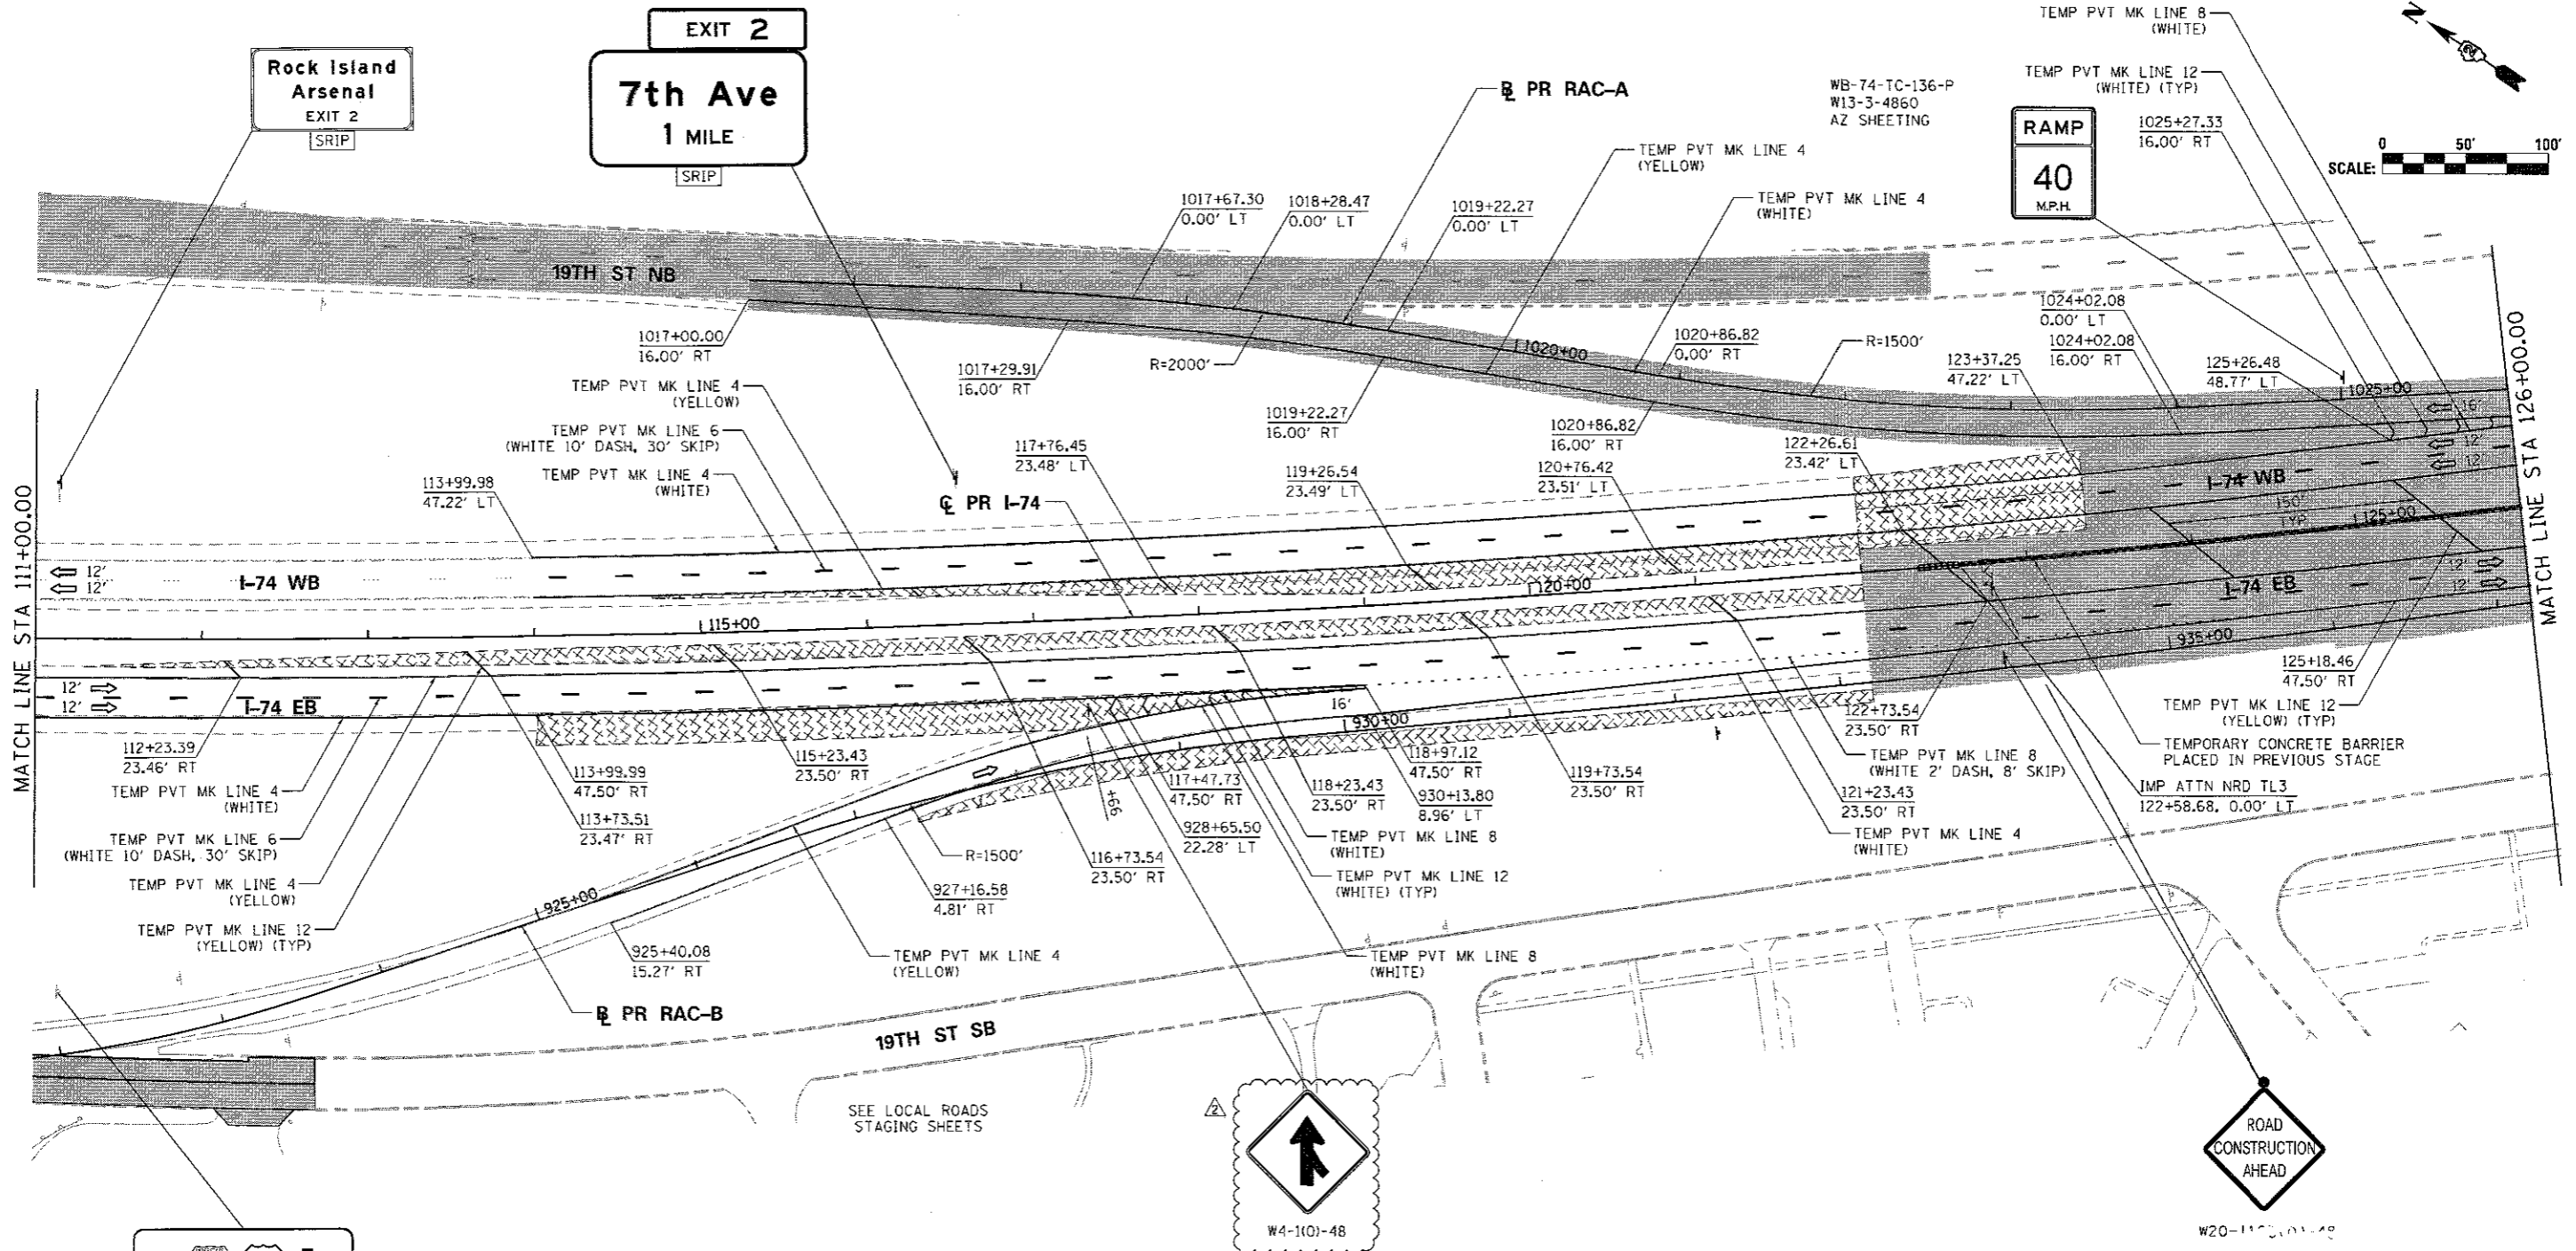 EXIT 2
7th Ave
1 MILE
SRIP
Rock Island
Arsenal
EXIT 2
SRIP
℄ PR RAC-A
WB-74-TC-136-P
W13-3-4860
AZ SHEETING
RAMP
40
M.P.H.
TEMP PVT MK LINE 8
(WHITE)
TEMP PVT MK LINE 12
(WHITE) (TYP)
1025+27.33
16.00' RT
N
SCALE:
0 50' 100'
TEMP PVT MK LINE 4
(YELLOW)
TEMP PVT MK LINE 4
(WHITE)
1017+67.30
0.00' LT
1018+28.47
0.00' LT
1019+22.27
0.00' LT
19TH ST NB
1017+00.00
16.00' RT
1017+29.91
16.00' RT
R=2000'
1020+00
1020+86.82
0.00' RT
R=1500'
1024+02.08
0.00' LT
1024+02.08
16.00' RT
123+37.25
47.22' LT
125+26.48
48.77' LT
1025+00
16'
12'
12'
1019+22.27
16.00' RT
1020+86.82
16.00' RT
TEMP PVT MK LINE 4
(YELLOW)
TEMP PVT MK LINE 6
(WHITE 10' DASH, 30' SKIP)
TEMP PVT MK LINE 4
(WHITE)
113+99.98
47.22' LT
117+76.45
23.48' LT
℄ PR I-74
119+26.54
23.49' LT
120+76.42
23.51' LT
122+26.61
23.42' LT
I-74 WB
150'
TYP
125+00
MATCH LINE STA 111+00.00
MATCH LINE STA 126+00.00
12'
12'
I-74 WB
115+00
120+00
I-74 EB
12'
12'
12'
12'
I-74 EB
935+00
112+23.39
23.46' RT
TEMP PVT MK LINE 4
(WHITE)
TEMP PVT MK LINE 6
(WHITE 10' DASH, 30' SKIP)
TEMP PVT MK LINE 4
(YELLOW)
TEMP PVT MK LINE 12
(YELLOW) (TYP)
113+99.99
47.50' RT
113+73.51
23.47' RT
115+23.43
23.50' RT
+66
16'
930+00
117+47.73
47.50' RT
928+65.50
22.28' LT
116+73.54
23.50' RT
118+23.43
23.50' RT
118+97.12
47.50' RT
930+13.80
8.96' LT
119+73.54
23.50' RT
TEMP PVT MK LINE 8
(WHITE)
TEMP PVT MK LINE 12
(WHITE) (TYP)
TEMP PVT MK LINE 8
(WHITE)
122+73.54
23.50' RT
TEMP PVT MK LINE 8
(WHITE 2' DASH, 8' SKIP)
121+23.43
23.50' RT
TEMP PVT MK LINE 4
(WHITE)
125+18.46
47.50' RT
TEMP PVT MK LINE 12
(YELLOW) (TYP)
TEMPORARY CONCRETE BARRIER
PLACED IN PREVIOUS STAGE
IMP ATTN NRD TL3
122+58.68, 0.00' LT
R=1500'
927+16.58
4.81' RT
925+00
925+40.08
15.27' RT
TEMP PVT MK LINE 4
(YELLOW)
℄ PR RAC-B
19TH ST SB
SEE LOCAL ROADS
STAGING SHEETS
2
W4-1(O)-48
ROAD
CONSTRUCTION
AHEAD